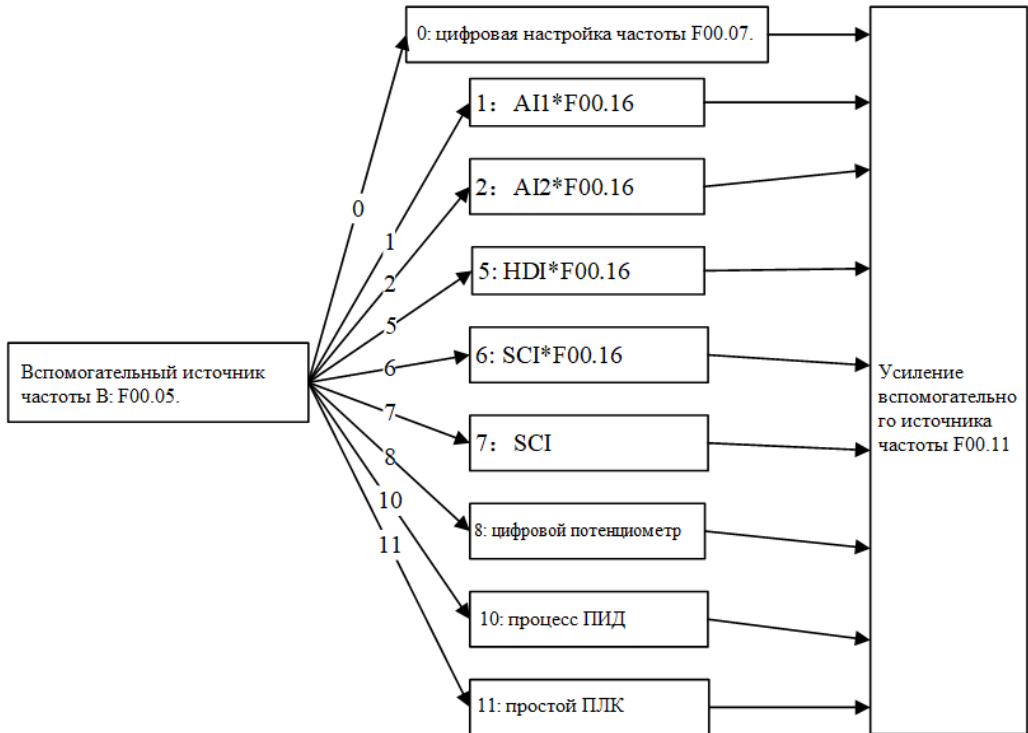 0: цифровая настройка частоты F00.07.
1: AI1*F00.16
2: AI2*F00.16
5: HDI*F00.16
6: SCI*F00.16
7: SCI
8: цифровой потенциометр
10: процесс ПИД
11: простой ПЛК
0
1
2
5
6
7
8
10
11
Вспомогательный источник
частоты B: F00.05.
Усиление
вспомогательно
го источника
частоты F00.11